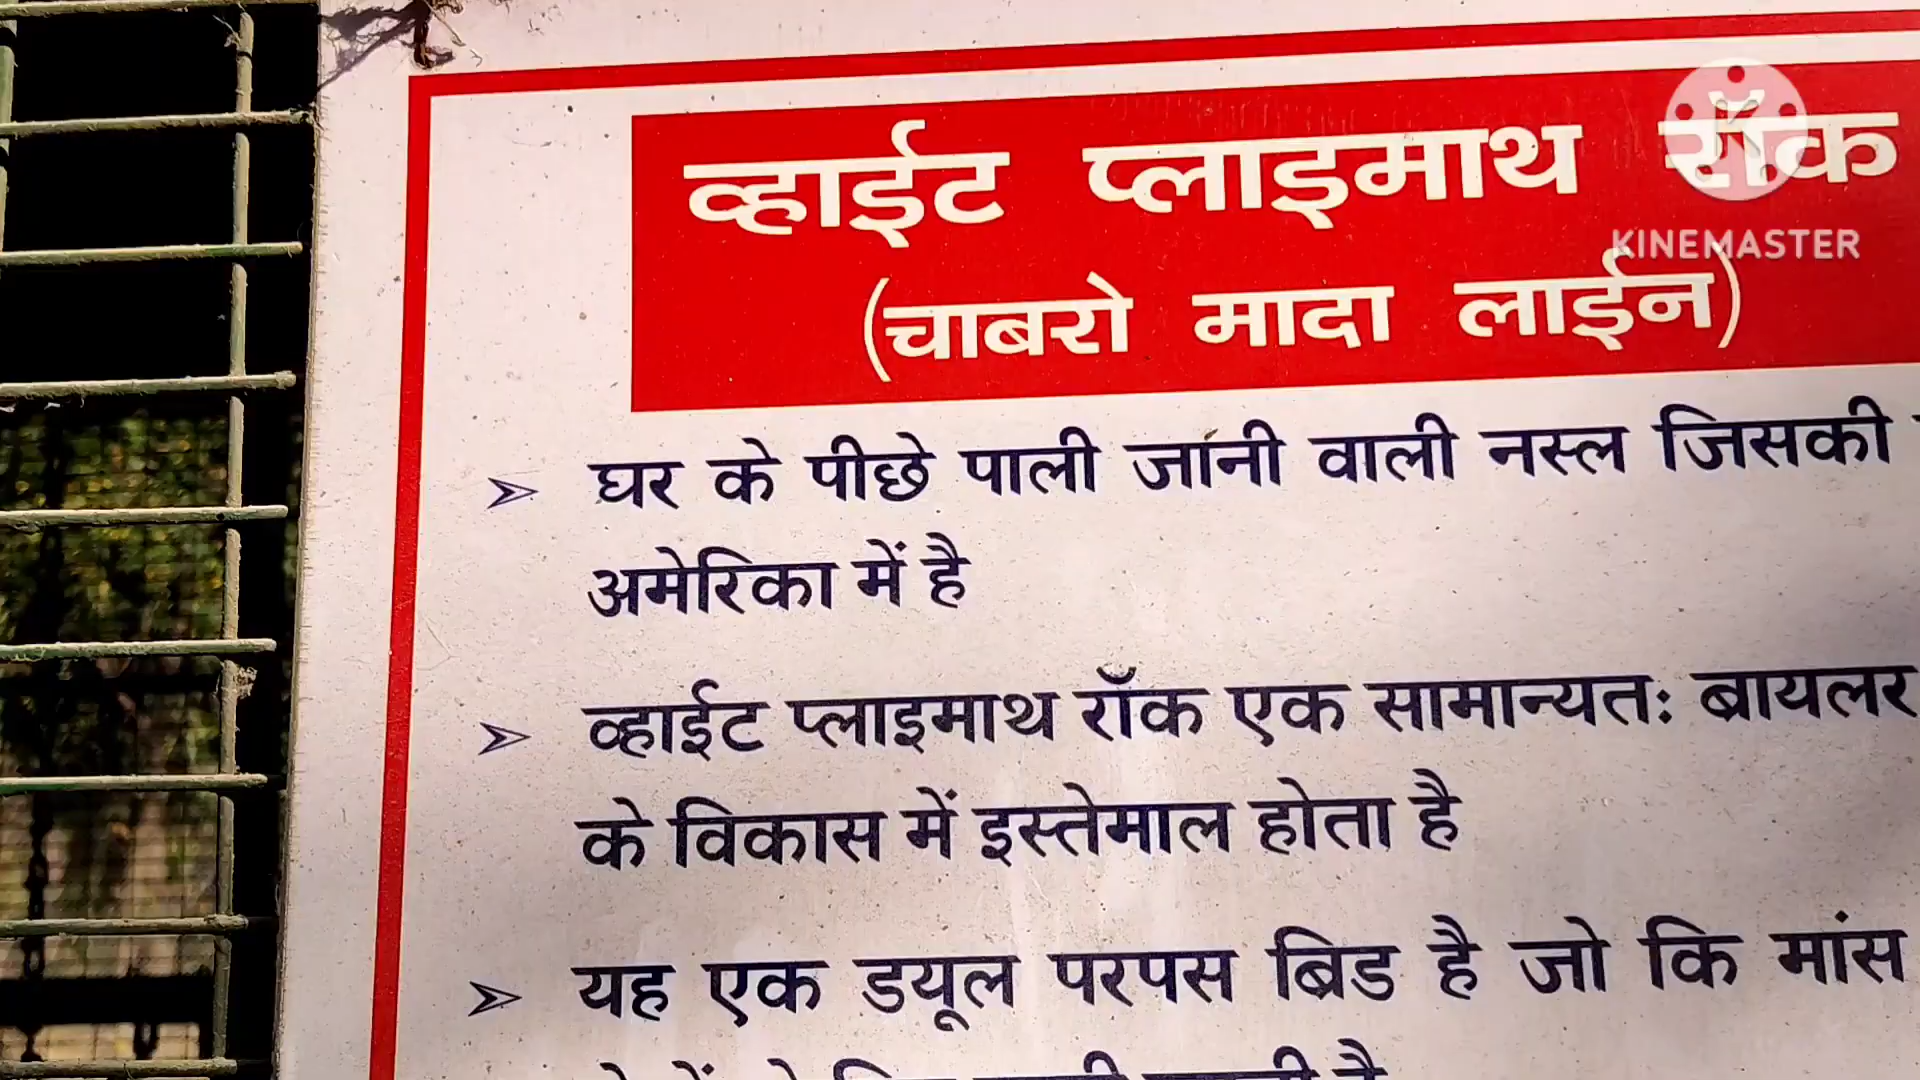 व्हाईट प्लाइमाथ रॉक
KINEMASTER
(चाबरो मादा लाईन)
घर के पीछे पाली जानी वाली नस्ल जिसकी
अमेरिका में है
व्हाईट प्लाइमाथ रॉक एक सामान्यतः ब्रायलर
के विकास में इस्तेमाल होता है
यह एक डयूल परपस ब्रिड है जो कि मांस